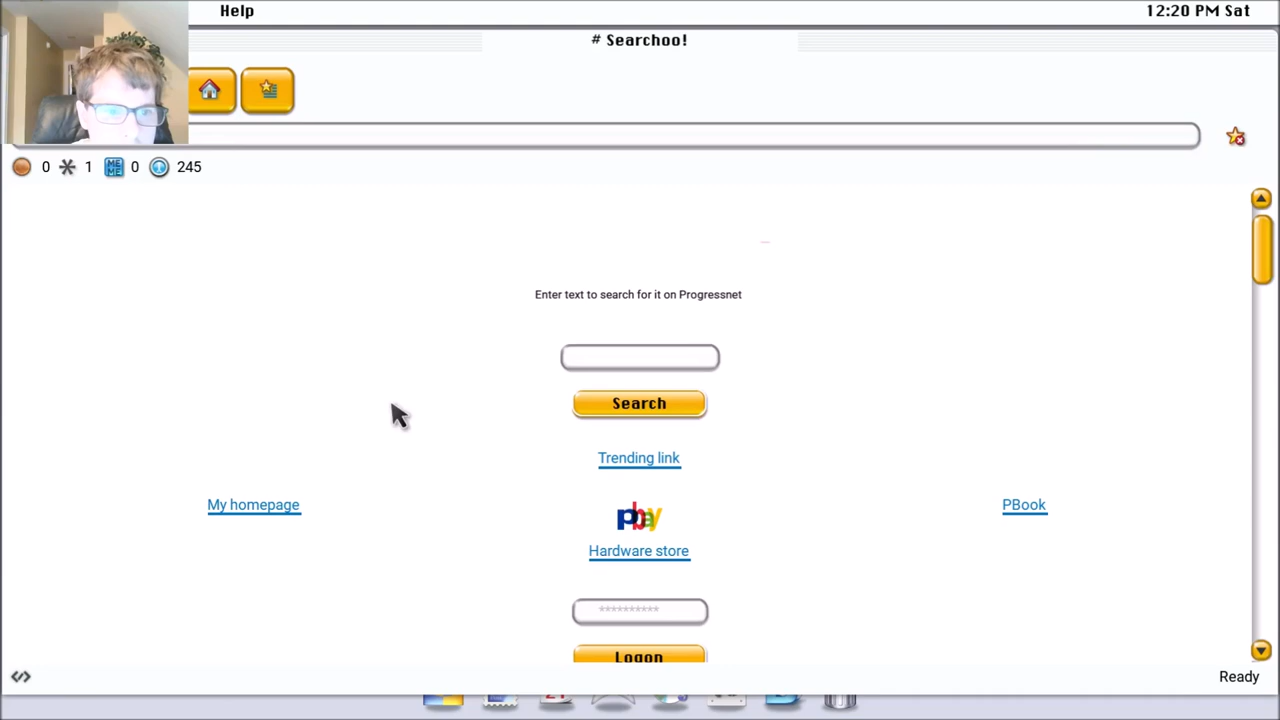 Help
12:20 PM Sat
# Searchoo!
0
1
MEME
0
245
Enter text to search for it on Progressnet
Search
Trending link
My homepage
pbay
PBook
Hardware store
**********
Logon
Ready